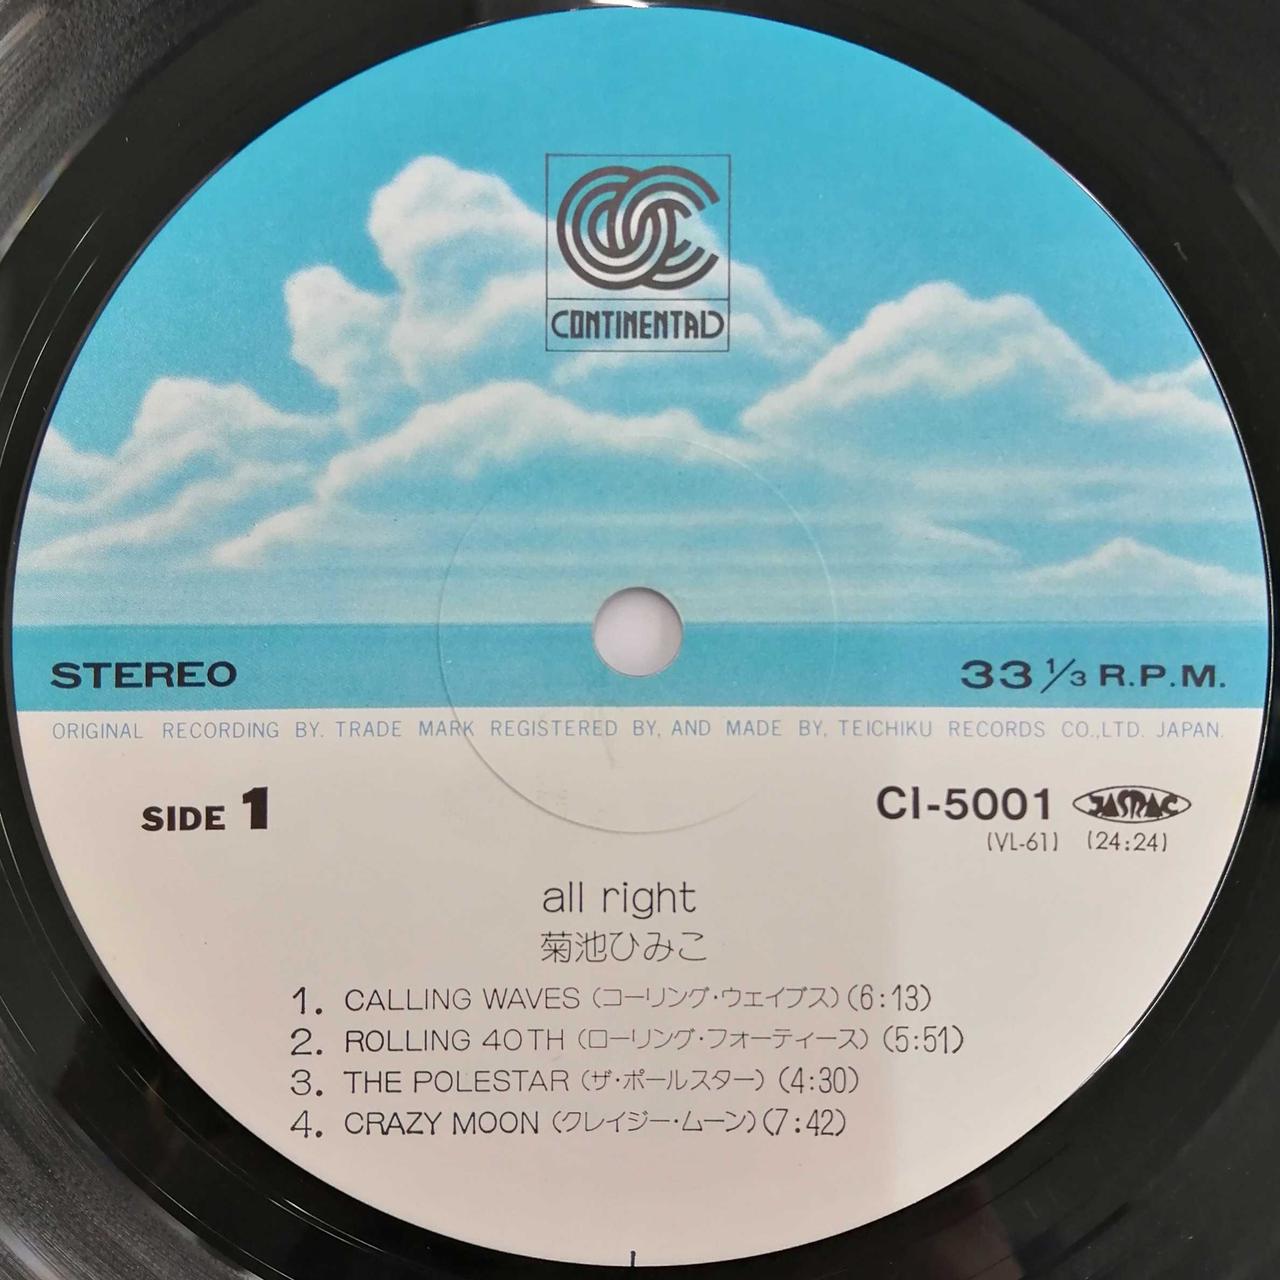 CONTINENTAL
STEREO
33 1/3 R.P.M.
ORIGINAL RECORDING BY. TRADE MARK REGISTERED BY, AND MADE BY, TEICHIKU RECORDS CO.,LTD. JAPAN.
SIDE 1
CI-5001 JASRAC
(VL-61) (24:24)
all right
菊池ひみこ
1. CALLING WAVES (コーリング・ウエイブス) (6:13)
2. ROLLING 40TH (ローリング・フォーティース) (5:51)
3. THE POLESTAR (ザ・ポールスター) (4:30)
4. CRAZY MOON (クレイジー・ムーン) (7:42)